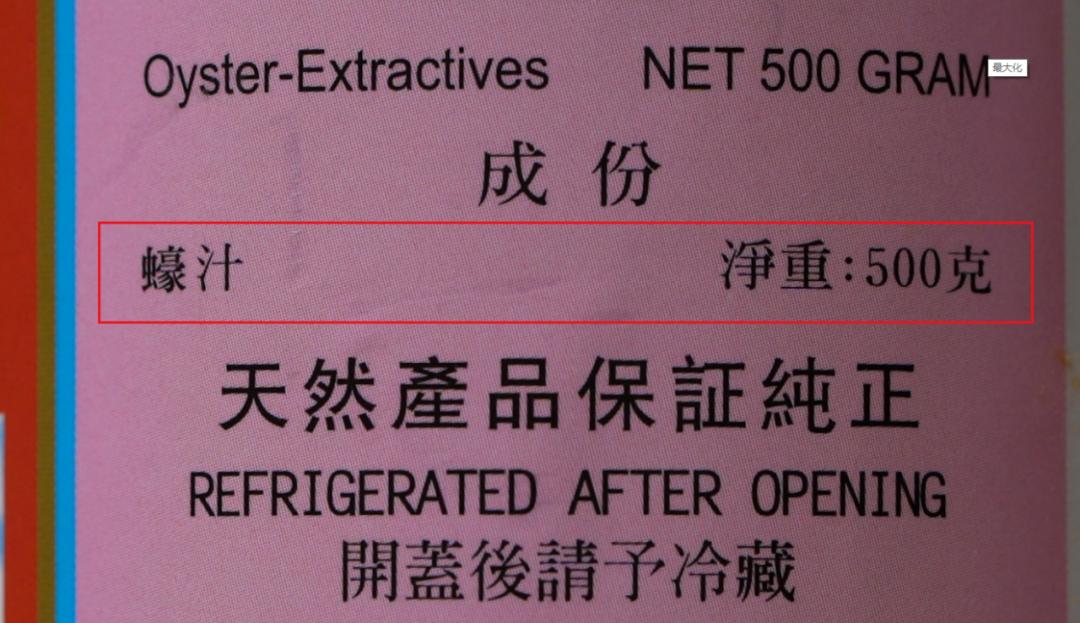 Oyster-Extractives NET 500 GRAM
最大化
成份
蠔汁 淨重:500克
天然產品保証純正
REFRIGERATED AFTER OPENING
開蓋後請予冷藏